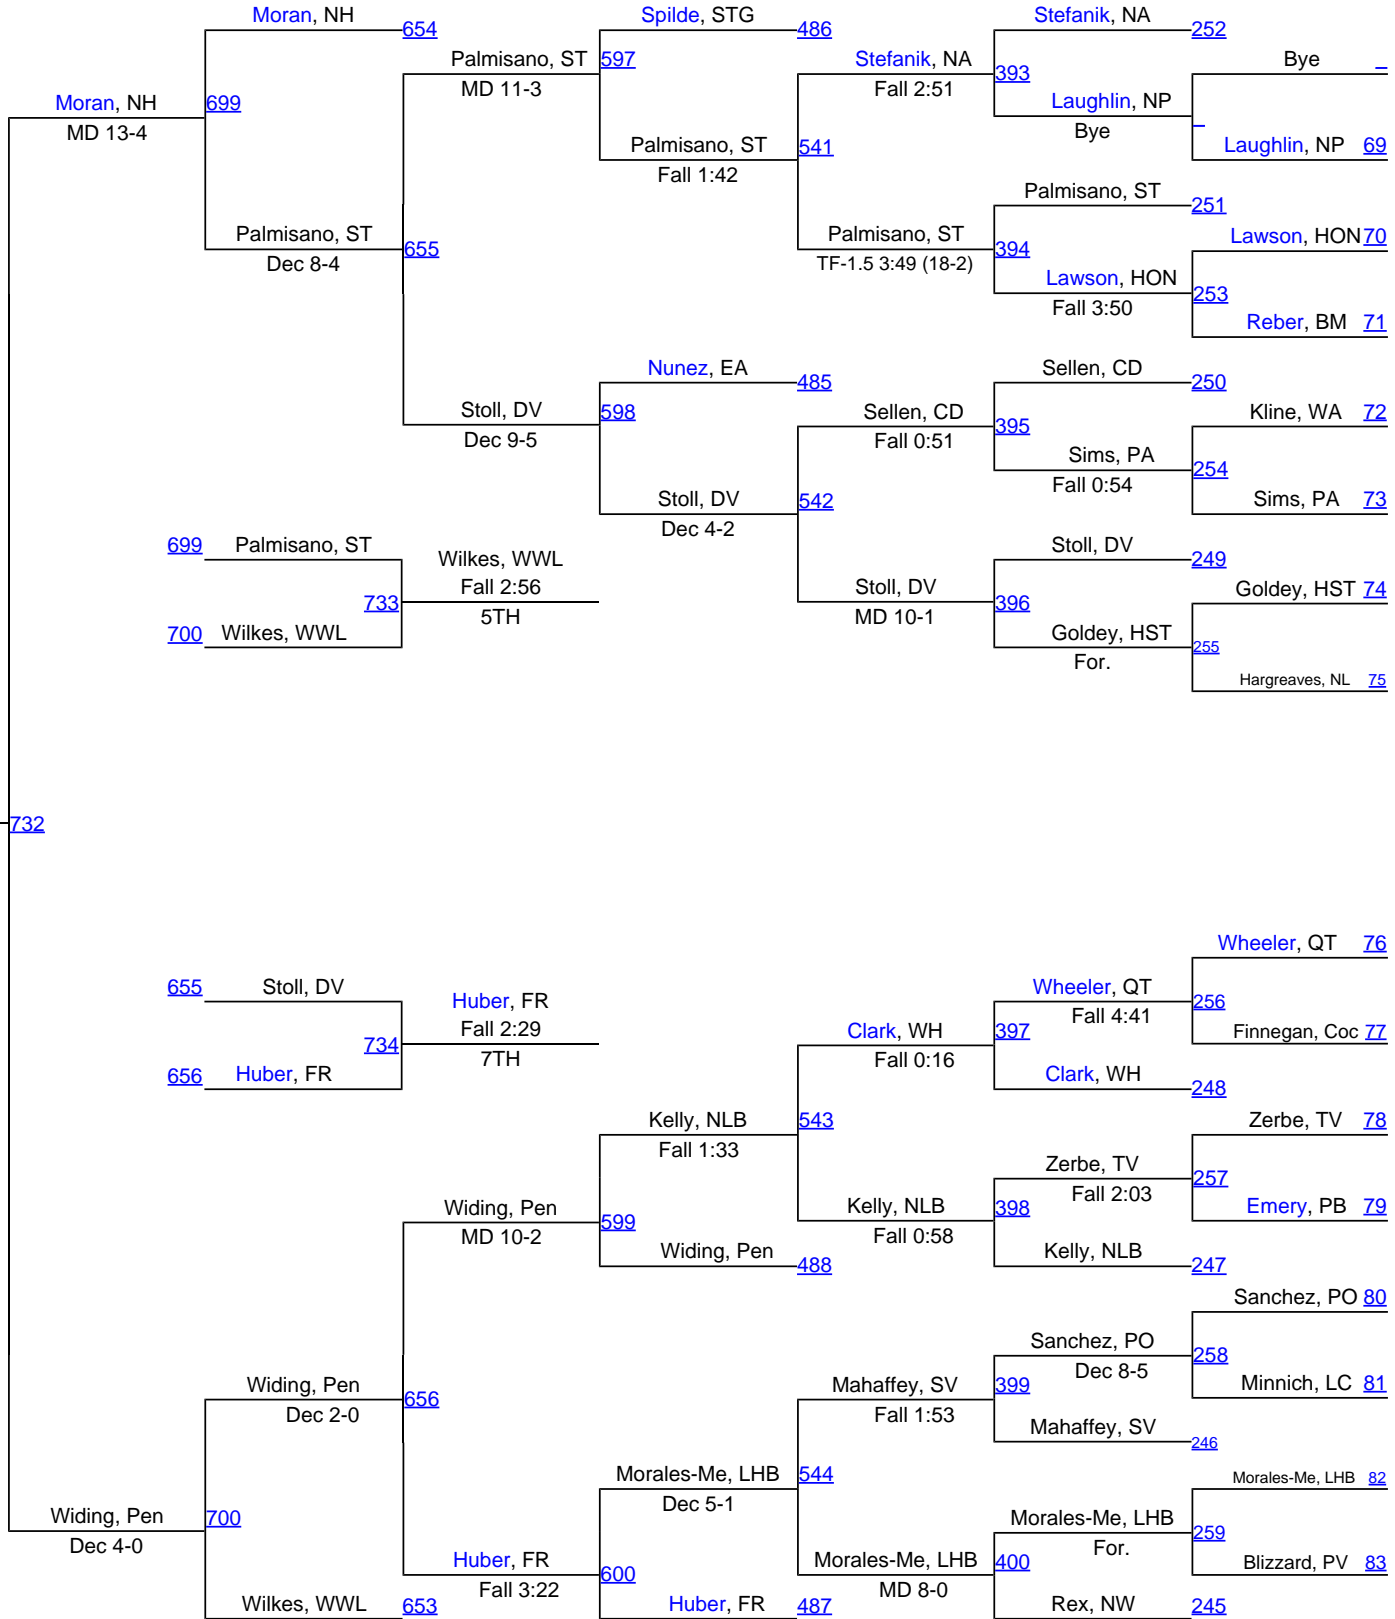 Moran, NH
654
Spilde, STG
486
Stefanik, NA
252
Palmisano, ST
597
Stefanik, NA
393
Bye
_
MD 11-3
Fall 2:51
Moran, NH
699
Laughlin, NP
_
MD 13-4
Bye
Palmisano, ST
541
Laughlin, NP 69
Fall 1:42
Palmisano, ST
251
Palmisano, ST
655
Palmisano, ST
394
Lawson, HON 70
Dec 8-4
TF-1.5 3:49 (18-2)
Lawson, HON
253
Fall 3:50
Reber, BM 71
Nunez, EA
485
Sellen, CD
250
Stoll, DV
598
Sellen, CD
395
Kline, WA 72
Dec 9-5
Fall 0:51
Sims, PA
254
Fall 0:54
Stoll, DV
542
Sims, PA 73
Dec 4-2
699 Palmisano, ST
Wilkes, WWL
Stoll, DV
249
Fall 2:56
Stoll, DV
Goldey, HST 74
733
5TH
396
MD 10-1
700 Wilkes, WWL
Goldey, HST
255
For.
Hargreaves, NL 75
732
Wheeler, QT 76
655 Stoll, DV
Huber, FR
Wheeler, QT
256
Fall 4:41
Fall 2:29
Clark, WH
397
Finnegan, Coc 77
734
7TH
Fall 0:16
656 Huber, FR
Clark, WH
248
Kelly, NLB
543
Zerbe, TV 78
Fall 1:33
Zerbe, TV
257
Fall 2:03
Widing, Pen
599
Kelly, NLB
398
Emery, PB 79
MD 10-2
Fall 0:58
Widing, Pen
488
Kelly, NLB
247
Sanchez, PO 80
Sanchez, PO
258
Dec 8-5
Widing, Pen
656
Mahaffey, SV
399
Minnich, LC 81
Dec 2-0
Fall 1:53
Mahaffey, SV
246
Morales-Me, LHB
544
Morales-Me, LHB 82
Dec 5-1
Widing, Pen
700
Morales-Me, LHB
259
Dec 4-0
For.
Huber, FR
600
Morales-Me, LHB
400
Blizzard, PV 83
Fall 3:22
MD 8-0
Wilkes, WWL
653
Huber, FR
487
Rex, NW
245